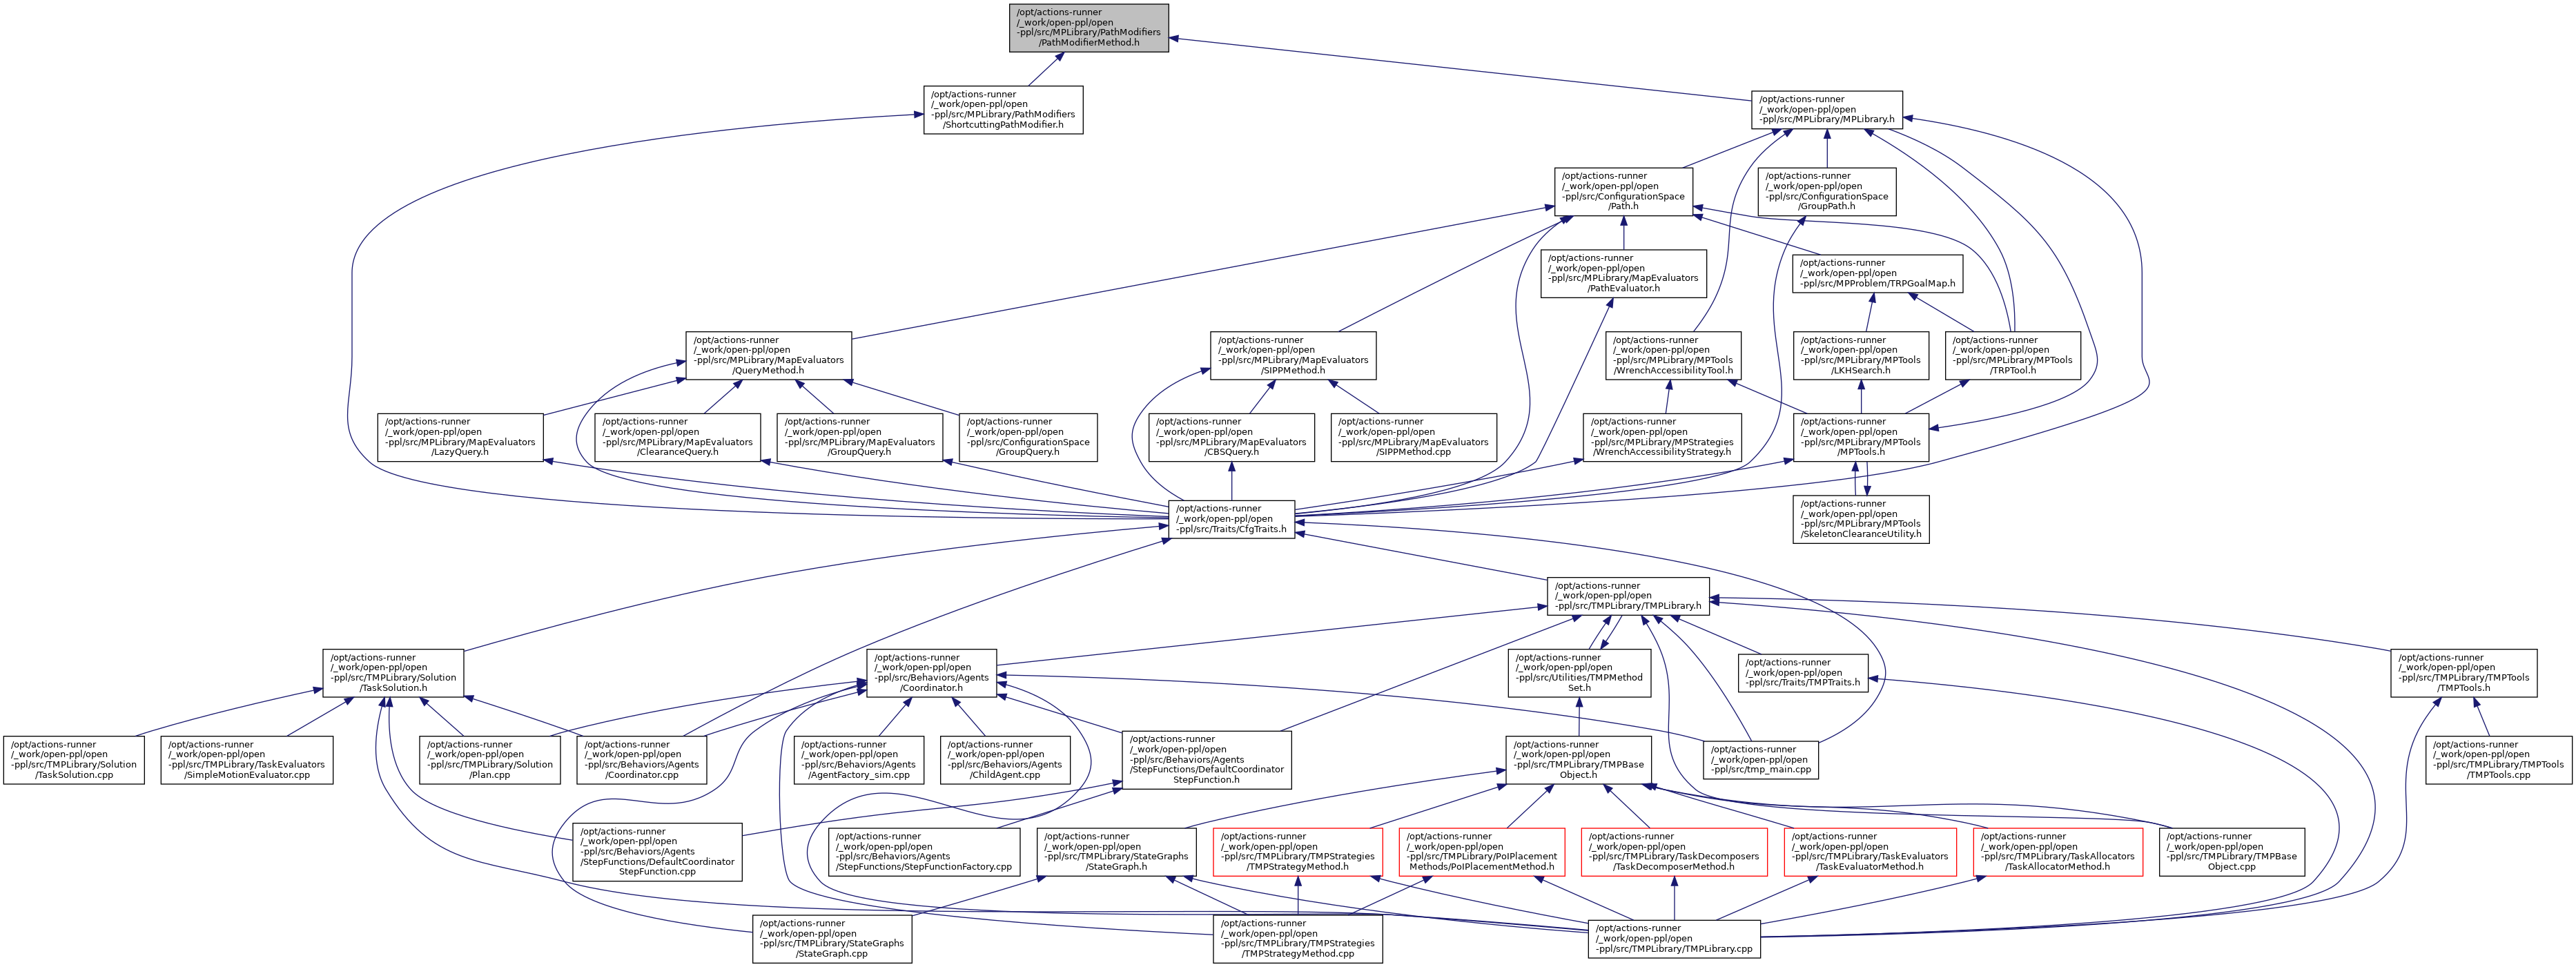 /opt/actions-runner
/_work/open-ppl/open
-ppl/src/MPLibrary/PathModifiers
/PathModifierMethod.h
/opt/actions-runner
/_work/open-ppl/open
-ppl/src/MPLibrary/PathModifiers
/ShortcuttingPathModifier.h
/opt/actions-runner
/_work/open-ppl/open
-ppl/src/MPLibrary/MPLibrary.h
/opt/actions-runner
/_work/open-ppl/open
-ppl/src/ConfigurationSpace
/Path.h
/opt/actions-runner
/_work/open-ppl/open
-ppl/src/ConfigurationSpace
/GroupPath.h
/opt/actions-runner
/_work/open-ppl/open
-ppl/src/MPLibrary/MapEvaluators
/PathEvaluator.h
/opt/actions-runner
/_work/open-ppl/open
-ppl/src/MPProblem/TRPGoalMap.h
/opt/actions-runner
/_work/open-ppl/open
-ppl/src/MPLibrary/MapEvaluators
/QueryMethod.h
/opt/actions-runner
/_work/open-ppl/open
-ppl/src/MPLibrary/MapEvaluators
/SIPPMethod.h
/opt/actions-runner
/_work/open-ppl/open
-ppl/src/MPLibrary/MPTools
/WrenchAccessibilityTool.h
/opt/actions-runner
/_work/open-ppl/open
-ppl/src/MPLibrary/MPTools
/LKHSearch.h
/opt/actions-runner
/_work/open-ppl/open
-ppl/src/MPLibrary/MPTools
/TRPTool.h
/opt/actions-runner
/_work/open-ppl/open
-ppl/src/MPLibrary/MapEvaluators
/LazyQuery.h
/opt/actions-runner
/_work/open-ppl/open
-ppl/src/MPLibrary/MapEvaluators
/ClearanceQuery.h
/opt/actions-runner
/_work/open-ppl/open
-ppl/src/MPLibrary/MapEvaluators
/GroupQuery.h
/opt/actions-runner
/_work/open-ppl/open
-ppl/src/ConfigurationSpace
/GroupQuery.h
/opt/actions-runner
/_work/open-ppl/open
-ppl/src/MPLibrary/MapEvaluators
/CBSQuery.h
/opt/actions-runner
/_work/open-ppl/open
-ppl/src/MPLibrary/MapEvaluators
/SIPPMethod.cpp
/opt/actions-runner
/_work/open-ppl/open
-ppl/src/MPLibrary/MPStrategies
/WrenchAccessibilityStrategy.h
/opt/actions-runner
/_work/open-ppl/open
-ppl/src/MPLibrary/MPTools
/MPTools.h
/opt/actions-runner
/_work/open-ppl/open
-ppl/src/Traits/CfgTraits.h
/opt/actions-runner
/_work/open-ppl/open
-ppl/src/MPLibrary/MPTools
/SkeletonClearanceUtility.h
/opt/actions-runner
/_work/open-ppl/open
-ppl/src/TMPLibrary/TMPLibrary.h
/opt/actions-runner
/_work/open-ppl/open
-ppl/src/TMPLibrary/Solution
/TaskSolution.h
/opt/actions-runner
/_work/open-ppl/open
-ppl/src/Behaviors/Agents
/Coordinator.h
/opt/actions-runner
/_work/open-ppl/open
-ppl/src/Utilities/TMPMethod
Set.h
/opt/actions-runner
/_work/open-ppl/open
-ppl/src/Traits/TMPTraits.h
/opt/actions-runner
/_work/open-ppl/open
-ppl/src/TMPLibrary/TMPTools
/TMPTools.h
/opt/actions-runner
/_work/open-ppl/open
-ppl/src/TMPLibrary/Solution
/TaskSolution.cpp
/opt/actions-runner
/_work/open-ppl/open
-ppl/src/TMPLibrary/TaskEvaluators
/SimpleMotionEvaluator.cpp
/opt/actions-runner
/_work/open-ppl/open
-ppl/src/TMPLibrary/Solution
/Plan.cpp
/opt/actions-runner
/_work/open-ppl/open
-ppl/src/Behaviors/Agents
/Coordinator.cpp
/opt/actions-runner
/_work/open-ppl/open
-ppl/src/Behaviors/Agents
/AgentFactory_sim.cpp
/opt/actions-runner
/_work/open-ppl/open
-ppl/src/Behaviors/Agents
/ChildAgent.cpp
/opt/actions-runner
/_work/open-ppl/open
-ppl/src/Behaviors/Agents
/StepFunctions/DefaultCoordinator
StepFunction.h
/opt/actions-runner
/_work/open-ppl/open
-ppl/src/TMPLibrary/TMPBase
Object.h
/opt/actions-runner
/_work/open-ppl/open
-ppl/src/tmp_main.cpp
/opt/actions-runner
/_work/open-ppl/open
-ppl/src/TMPLibrary/TMPTools
/TMPTools.cpp
/opt/actions-runner
/_work/open-ppl/open
-ppl/src/Behaviors/Agents
/StepFunctions/DefaultCoordinator
StepFunction.cpp
/opt/actions-runner
/_work/open-ppl/open
-ppl/src/Behaviors/Agents
/StepFunctions/StepFunctionFactory.cpp
/opt/actions-runner
/_work/open-ppl/open
-ppl/src/TMPLibrary/StateGraphs
/StateGraph.h
/opt/actions-runner
/_work/open-ppl/open
-ppl/src/TMPLibrary/TMPStrategies
/TMPStrategyMethod.h
/opt/actions-runner
/_work/open-ppl/open
-ppl/src/TMPLibrary/PoIPlacement
Methods/PoIPlacementMethod.h
/opt/actions-runner
/_work/open-ppl/open
-ppl/src/TMPLibrary/TaskDecomposers
/TaskDecomposerMethod.h
/opt/actions-runner
/_work/open-ppl/open
-ppl/src/TMPLibrary/TaskEvaluators
/TaskEvaluatorMethod.h
/opt/actions-runner
/_work/open-ppl/open
-ppl/src/TMPLibrary/TaskAllocators
/TaskAllocatorMethod.h
/opt/actions-runner
/_work/open-ppl/open
-ppl/src/TMPLibrary/TMPBase
Object.cpp
/opt/actions-runner
/_work/open-ppl/open
-ppl/src/TMPLibrary/StateGraphs
/StateGraph.cpp
/opt/actions-runner
/_work/open-ppl/open
-ppl/src/TMPLibrary/TMPStrategies
/TMPStrategyMethod.cpp
/opt/actions-runner
/_work/open-ppl/open
-ppl/src/TMPLibrary/TMPLibrary.cpp